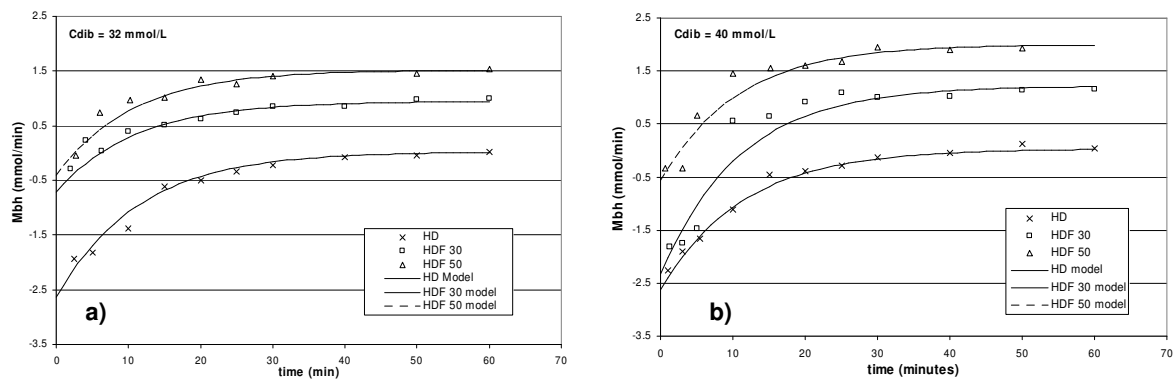 2.5
1.5
0.5
-0.5
-1.5
-2.5
-3.5
Mbh (mmol/min)
Cdib = 32 mmol/L
HD
HDF 30
HDF 50
HD Model
HDF 30 model
HDF 50 model
a)
0 10 20 30 40 50 60 70
time (min)
2.5
1.5
0.5
-0.5
-1.5
-2.5
-3.5
Mbh (mmol/min)
Cdib = 40 mmol/L
HD
HDF 30
HDF 50
HD model
HDF 30 model
HDF 50 model
b)
0 10 20 30 40 50 60 70
time (minutes)